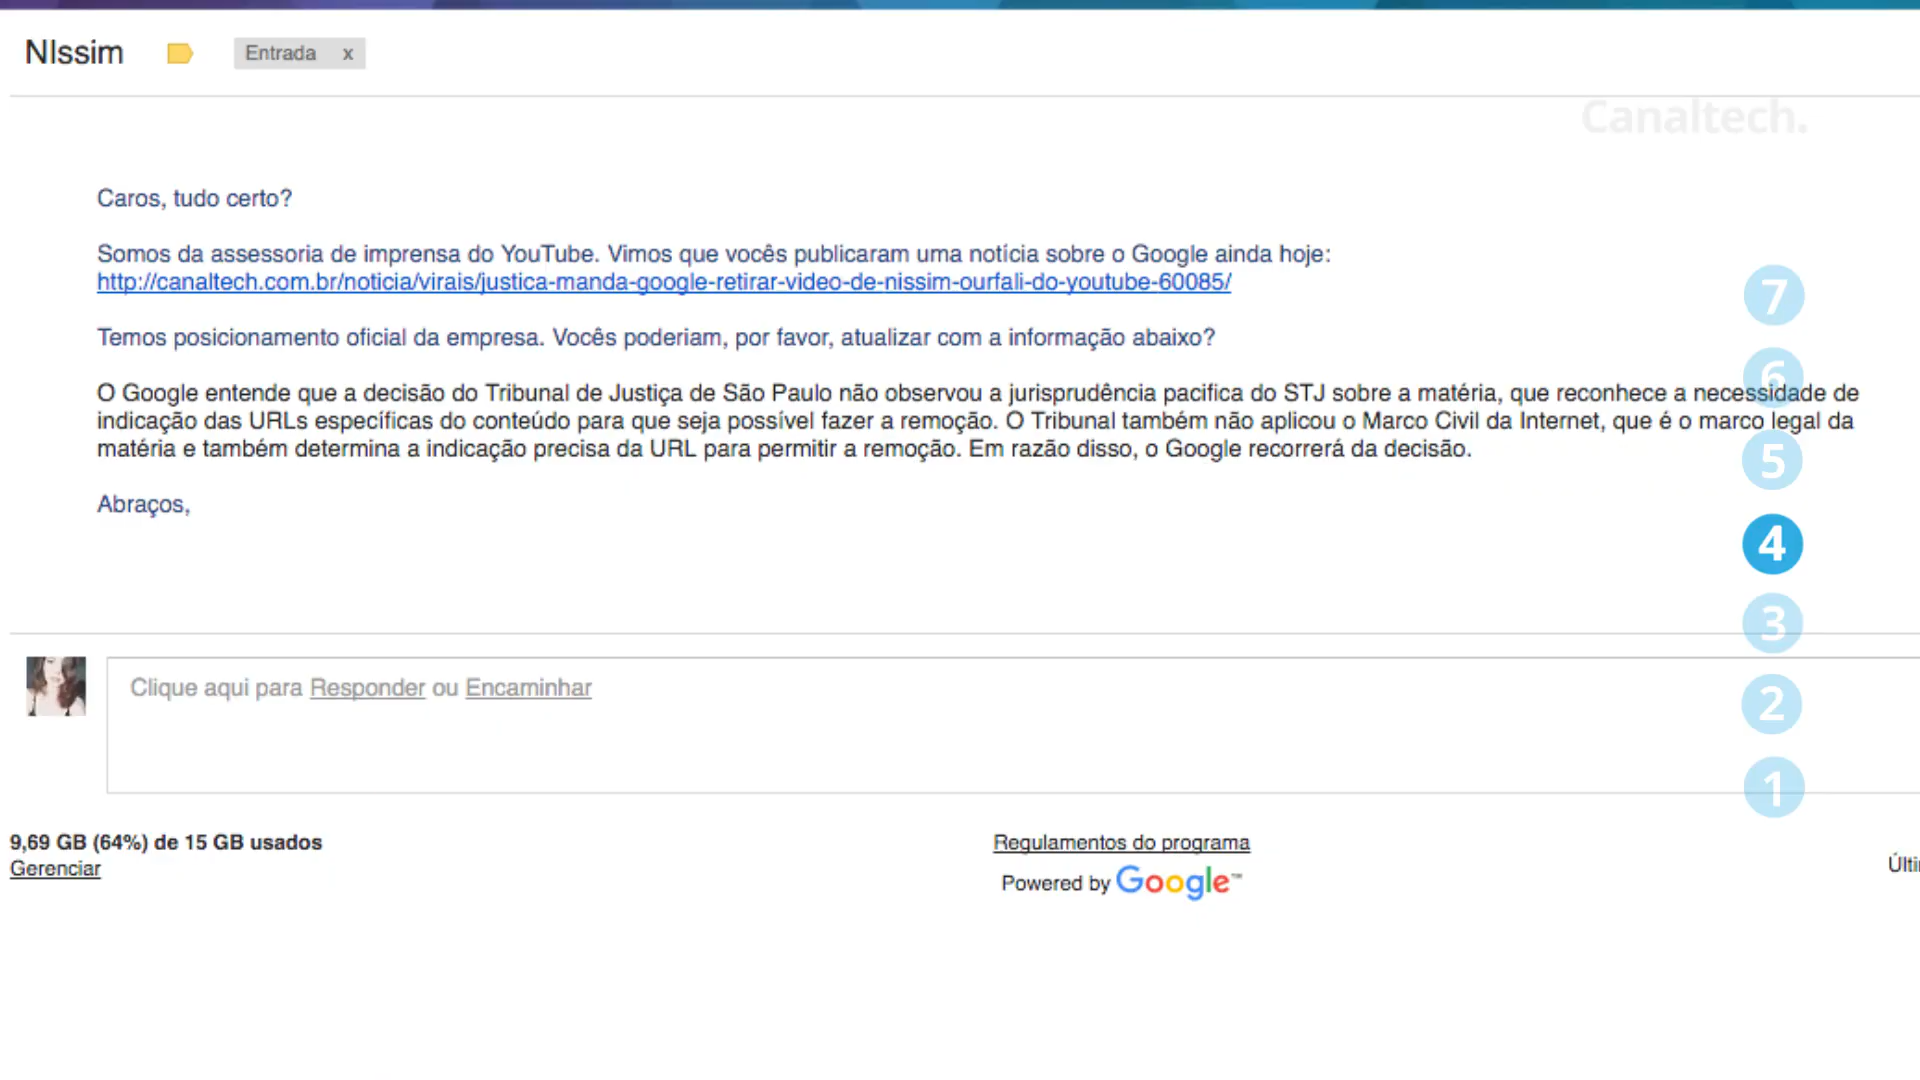 NIssim
Entrada x
Canaltech.
Caros, tudo certo?
Somos da assessoria de imprensa do YouTube. Vimos que vocês publicaram uma notícia sobre o Google ainda hoje:
http://canaltech.com.br/noticia/virais/justica-manda-google-retirar-video-de-nissim-ourfali-do-youtube-60085/
Temos posicionamento oficial da empresa. Vocês poderiam, por favor, atualizar com a informação abaixo?
O Google entende que a decisão do Tribunal de Justiça de São Paulo não observou a jurisprudência pacifica do STJ sobre a matéria, que reconhece a necessidade de
indicação das URLs específicas do conteúdo para que seja possível fazer a remoção. O Tribunal também não aplicou o Marco Civil da Internet, que é o marco legal da
matéria e também determina a indicação precisa da URL para permitir a remoção. Em razão disso, o Google recorrerá da decisão.
Abraços,
7
6
5
4
3
2
1
Clique aqui para Responder ou Encaminhar
9,69 GB (64%) de 15 GB usados
Gerenciar
Regulamentos do programa
Powered by Google™